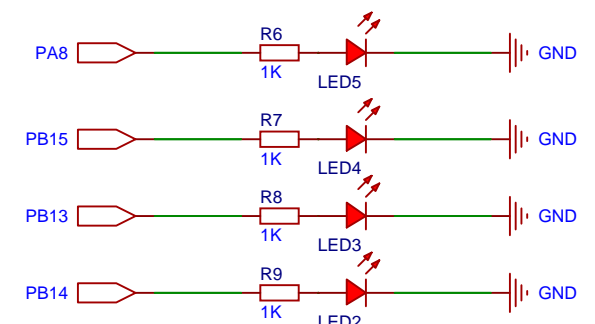 R6
PA8 GND
1K
LED5
R7
PB15 GND
1K
LED4
R8
PB13 GND
1K
LED3
R9
PB14 GND
1K
LED2